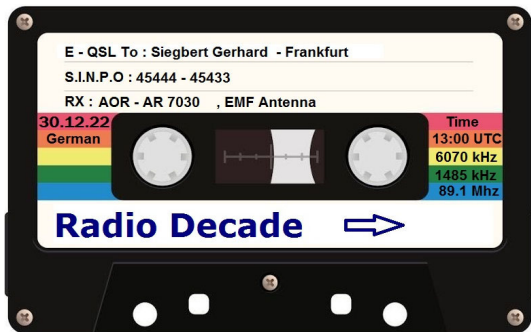 E - QSL To : Siegbert Gerhard - Frankfurt
S.I.N.P.O : 45444 - 45433
RX : AOR - AR 7030 , EMF Antenna
30.12.22
Time
German
13:00 UTC
6070 kHz
1485 kHz
89.1 Mhz
Radio Decade